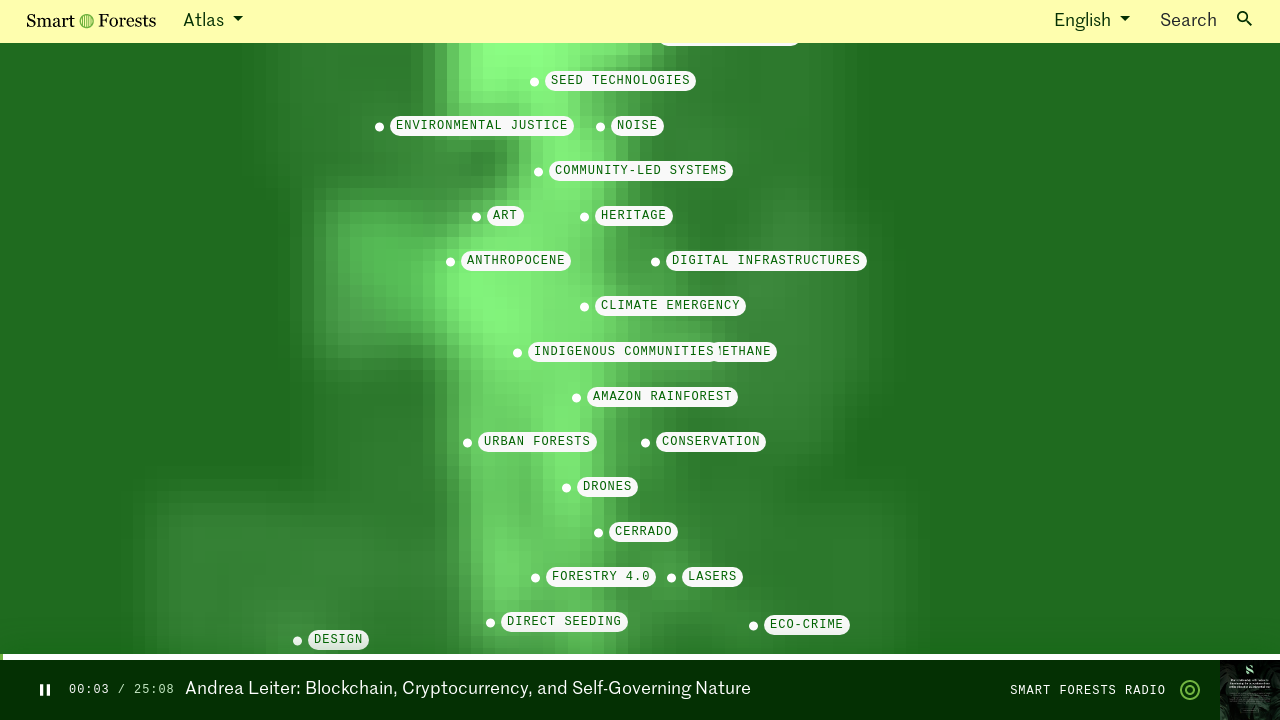 Smart Forests Atlas English Search
SEED TECHNOLOGIES
ENVIRONMENTAL JUSTICE NOISE
COMMUNITY-LED SYSTEMS
ART HERITAGE
ANTHROPOCENE DIGITAL INFRASTRUCTURES
CLIMATE EMERGENCY
INDIGENOUS COMMUNITIES ETHANE
AMAZON RAINFOREST
URBAN FORESTS CONSERVATION
DRONES
CERRADO
FORESTRY 4.0 LASERS
DIRECT SEEDING ECO-CRIME
DESIGN
00:03 / 25:08 Andrea Leiter: Blockchain, Cryptocurrency, and Self-Governing Nature SMART FORESTS RADIO